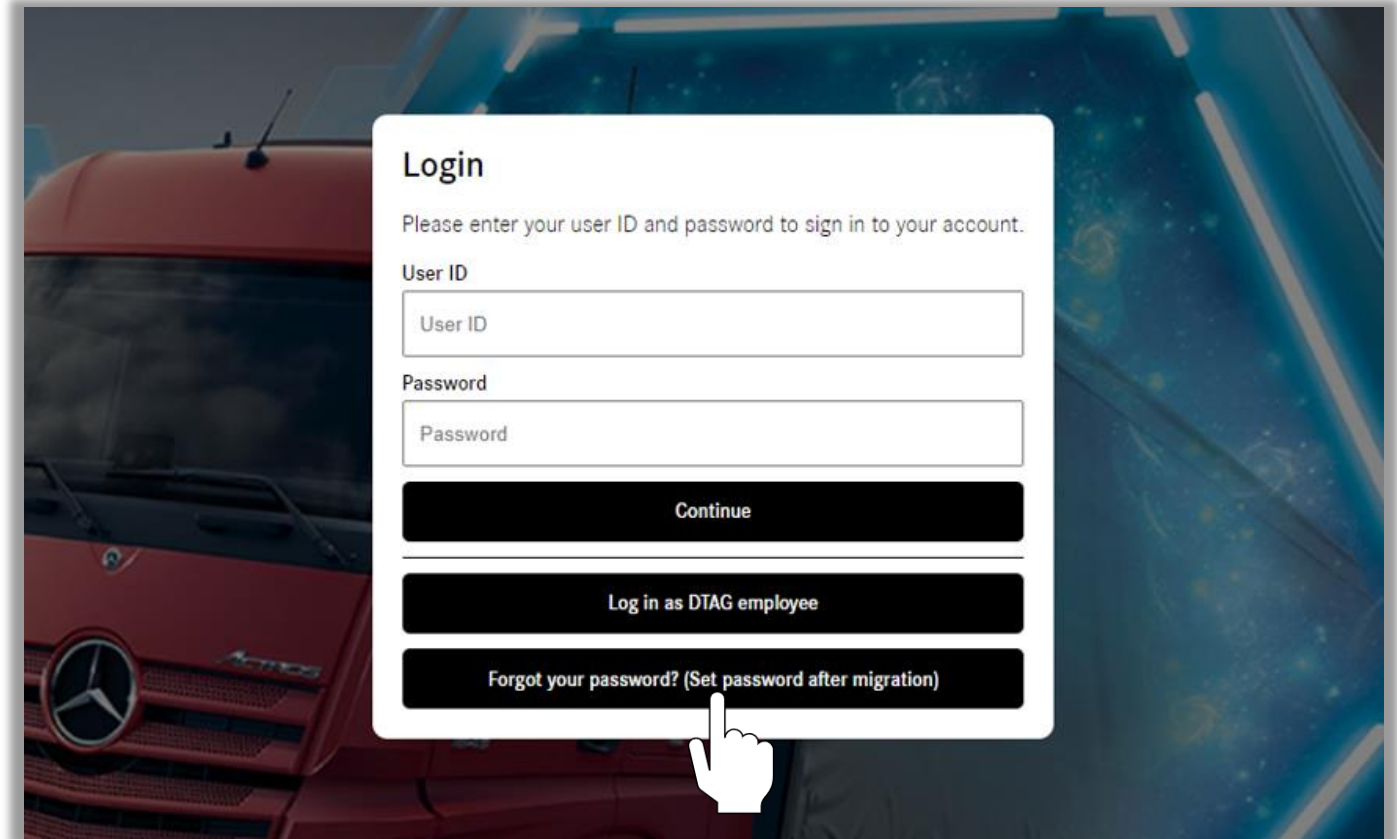 Login
Please enter your user ID and password to sign in to your account.
User ID
User ID
Password
Password
Continue
Log in as DTAG employee
Forgot your password? (Set password after migration)
ACTROS